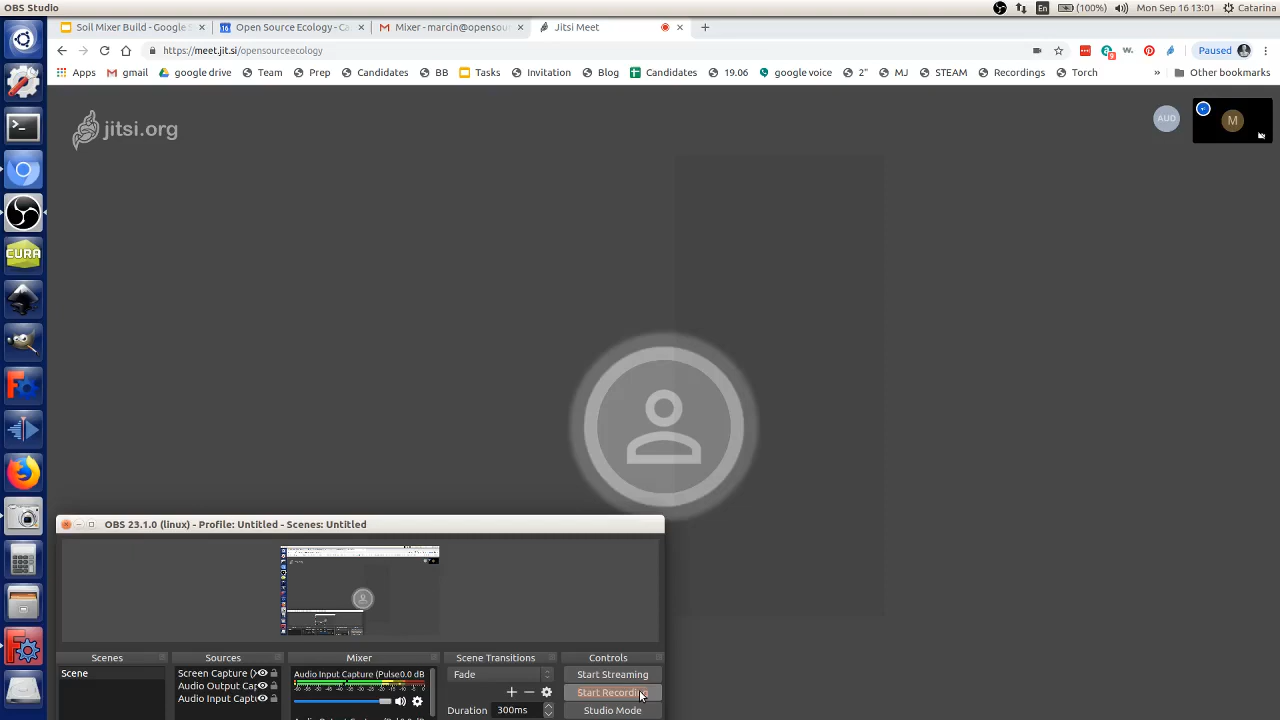 OBS Studio
En
(100%)
Mon Sep 16 13:01
Catarina
Soil Mixer Build - Google S
Open Source Ecology - Ca
Mixer - marcin@opensou
Jitsi Meet
https://meet.jit.si/opensourceecology
Paused
Apps
gmail
google drive
Team
Prep
Candidates
BB
Tasks
Invitation
Blog
Candidates
19.06
google voice
2"
MJ
STEAM
Recordings
Torch
»
Other bookmarks
jitsi.org
AUD
M
CURA
OBS 23.1.0 (linux) - Profile: Untitled - Scenes: Untitled
Scenes
Sources
Mixer
Scene Transitions
Controls
Scene
Screen Capture (X
Audio Output Cap
Audio Input Capt
Audio Input Capture (Pulse
0.0 dB
Fade
Duration
300ms
Start Streaming
Start Recording
Studio Mode